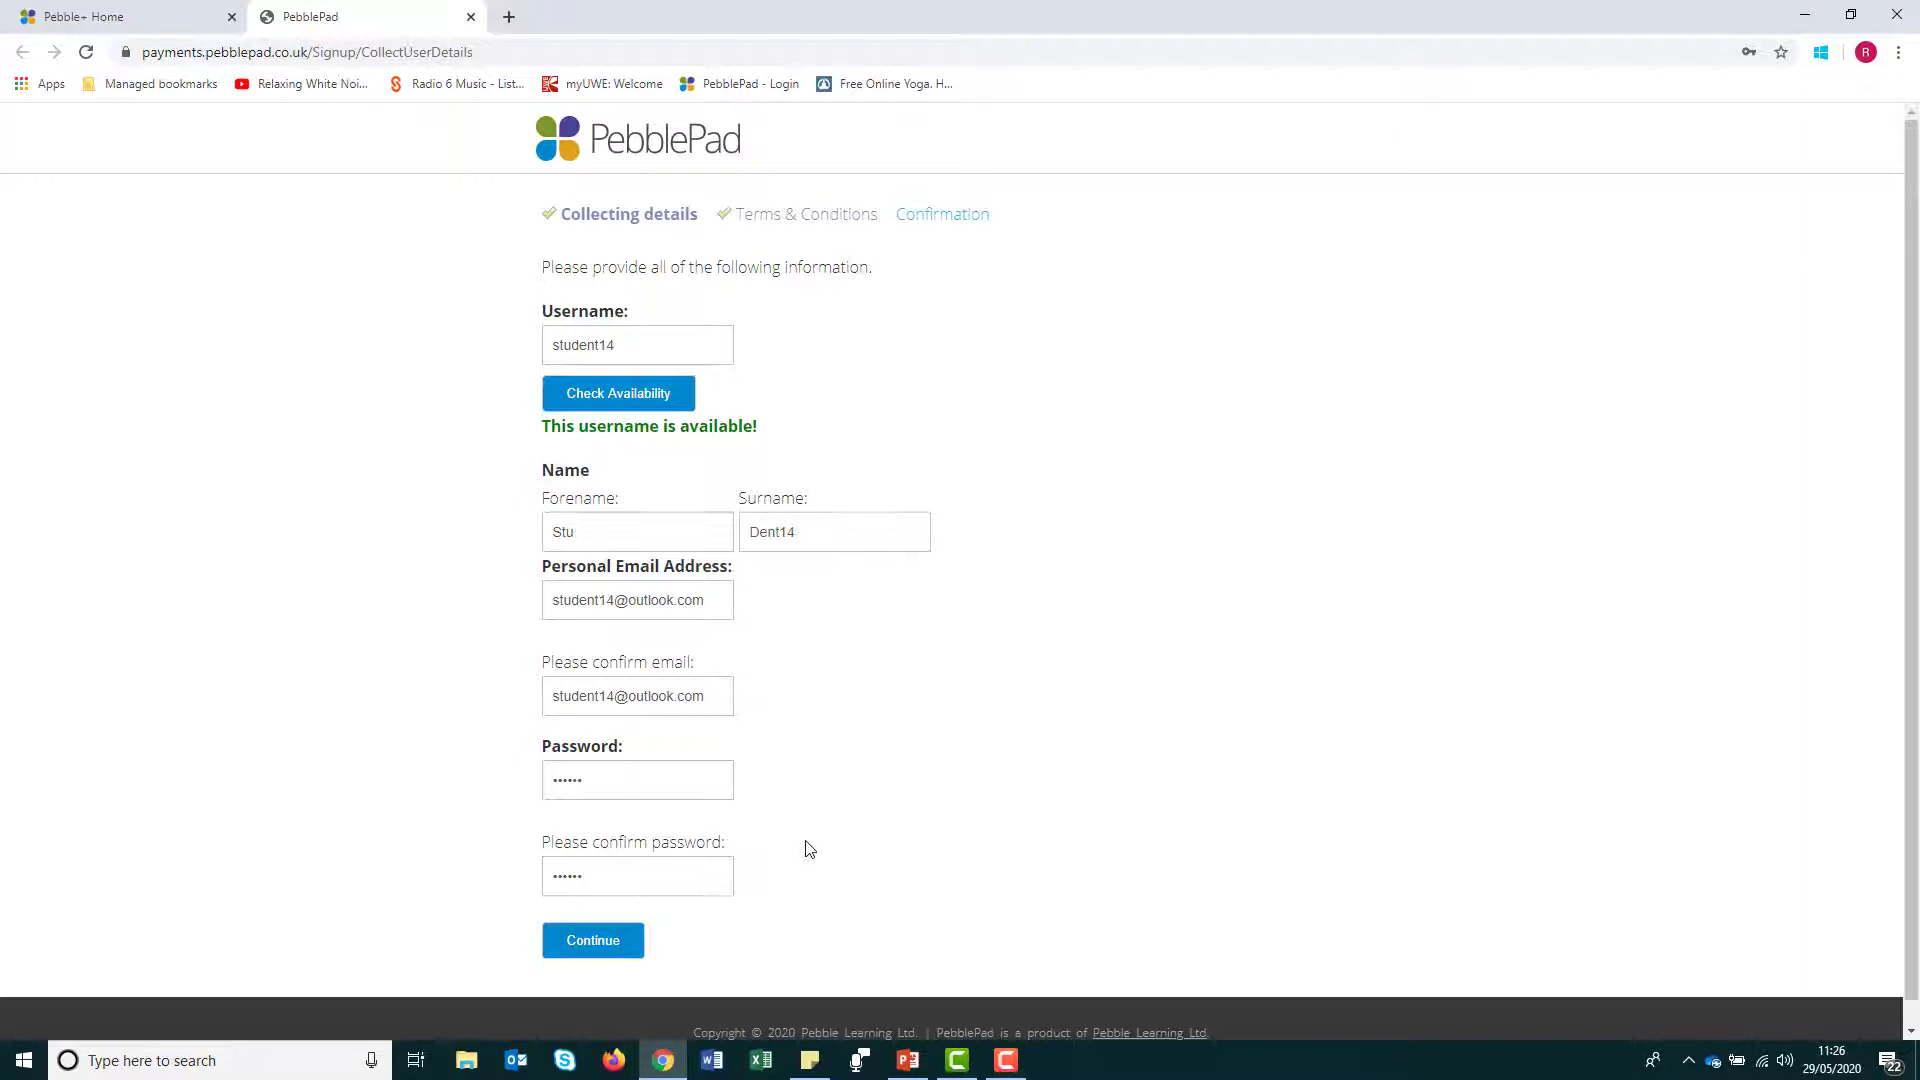 Pebble+ Home
PebblePad
payments.pebblepad.co.uk/Signup/CollectUserDetails
R
Apps
Managed bookmarks
Relaxing White Noi...
Radio 6 Music - List...
myUWE: Welcome
PebblePad - Login
Free Online Yoga. H...
PebblePad
Collecting details
Terms & Conditions
Confirmation
Please provide all of the following information.
Username:
student14
Check Availability
This username is available!
Name
Forename:
Surname:
Stu
Dent14
Personal Email Address:
student14@outlook.com
Please confirm email:
student14@outlook.com
Password:
••••••
Please confirm password:
••••••
Continue
Copyright © 2020 Pebble Learning Ltd. | PebblePad is a product of Pebble Learning Ltd.
Type here to search
11:26
29/05/2020
22